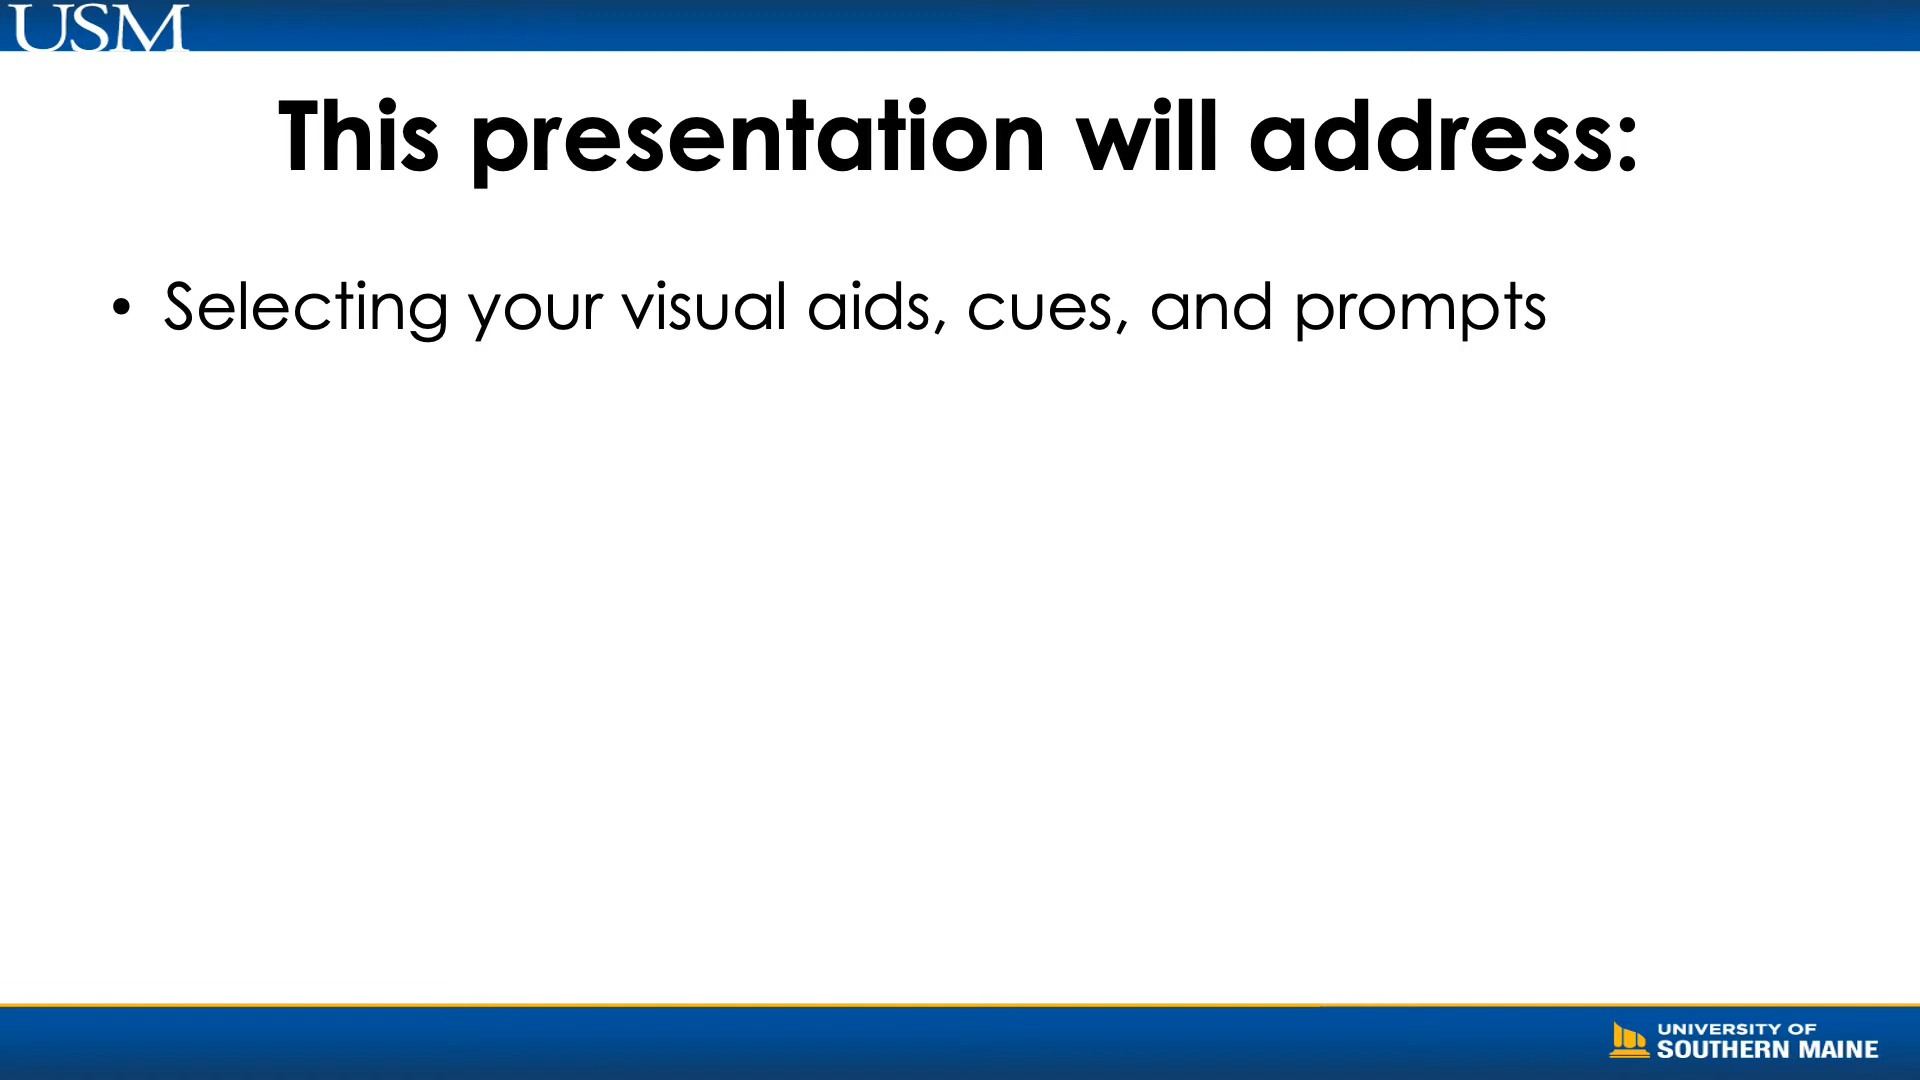 USM
This presentation will address:
• Selecting your visual aids, cues, and prompts
UNIVERSITY OF
SOUTHERN MAINE